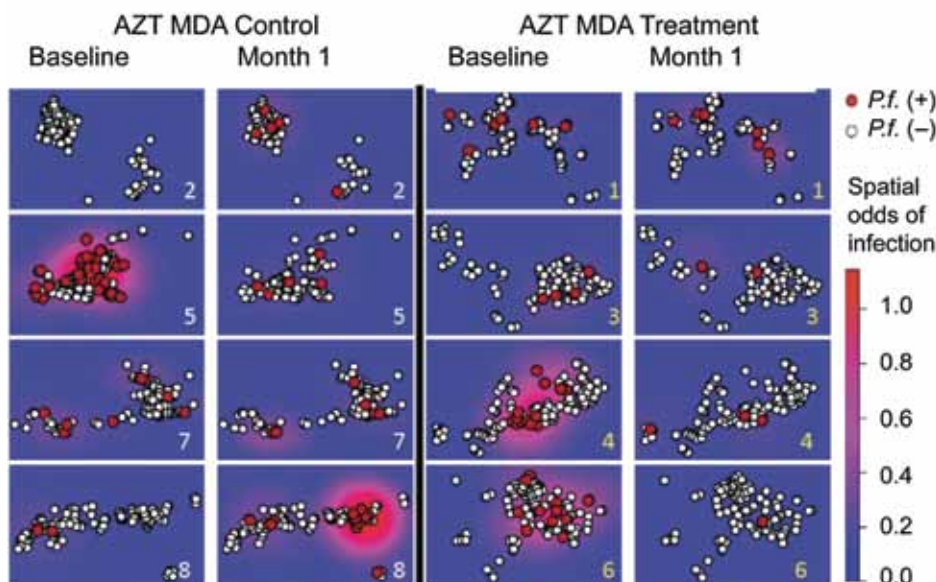 AZT MDA Control
AZT MDA Treatment
Baseline
Month 1
Baseline
Month 1
P.f. (+)
P.f. (–)
2
2
1
1
Spatial
odds of
infection
5
5
3
3
1.0
0.8
7
7
4
4
0.6
0.4
8
8
6
6
0.2
0.0